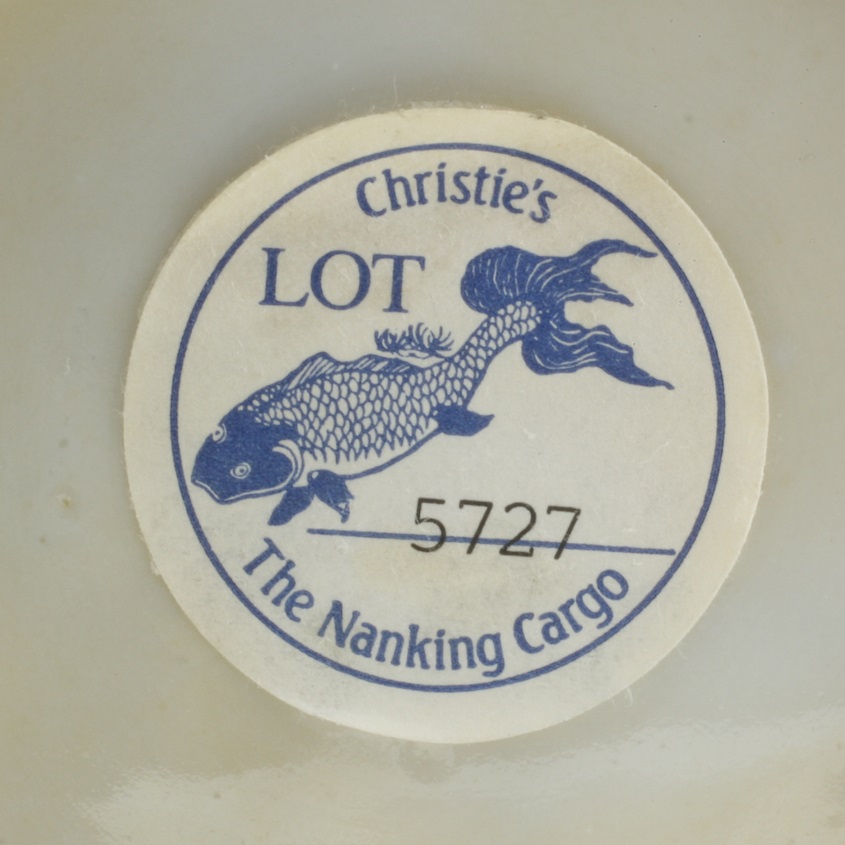 Christie's
LOT
5727
The Nanking Cargo